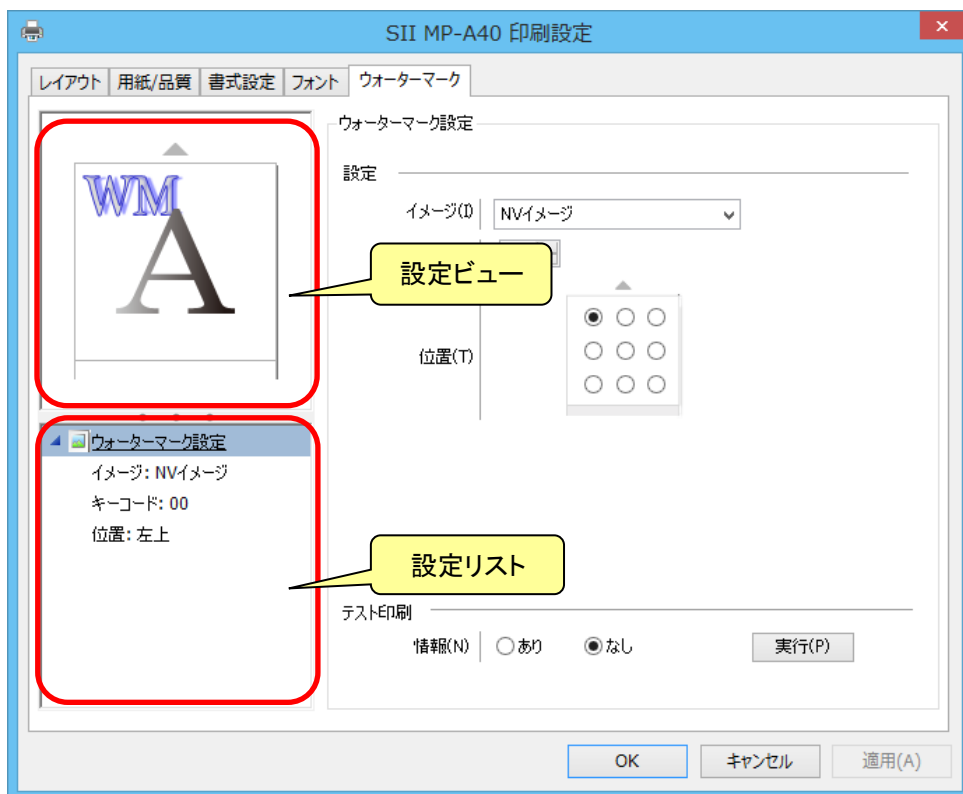 SII MP-A40 印刷設定
レイアウト 用紙/品質 書式設定 フォント ウォーターマーク
WM
A
設定ビュー
ウォーターマーク設定
イメージ: NVイメージ
キーコード: 00
位置: 左上
設定リスト
ウォーターマーク設定
設定
イメージ(I) NVイメージ
位置(T)
テスト印刷
情報(N) あり なし 実行(P)
OK キャンセル 適用(A)